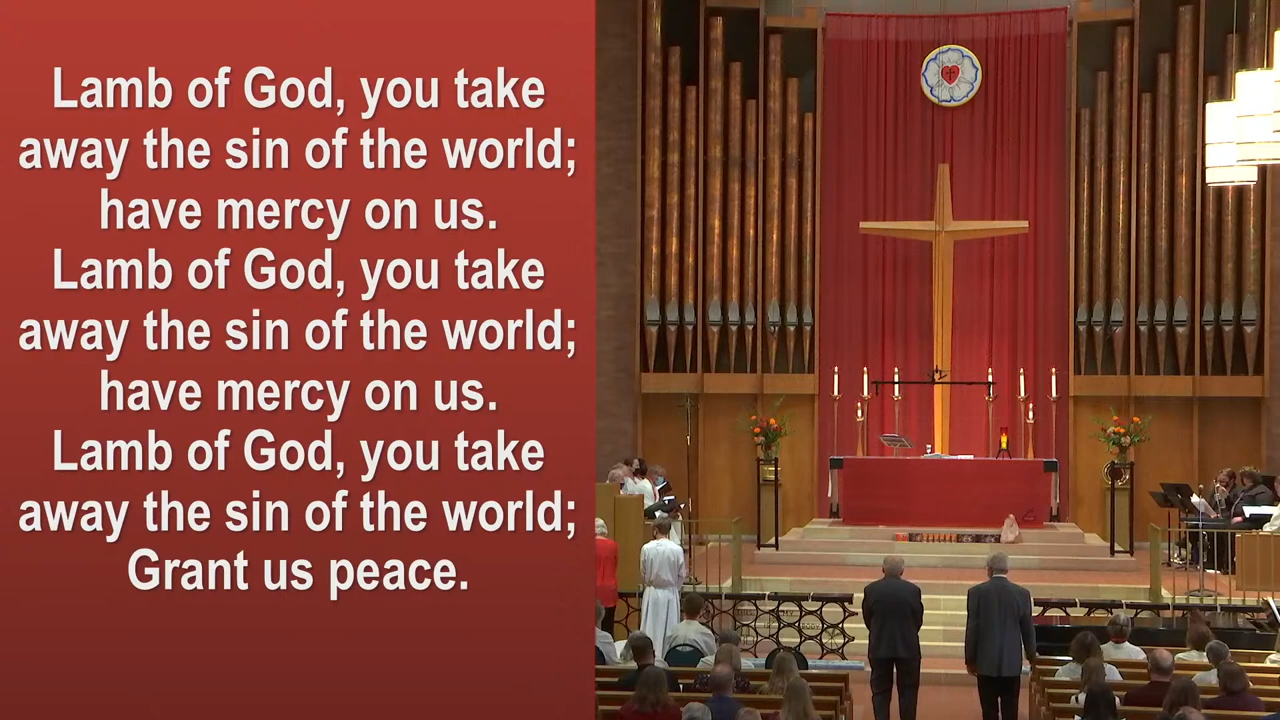 Lamb of God, you take
away the sin of the world;
have mercy on us.
Lamb of God, you take
away the sin of the world;
have mercy on us.
Lamb of God, you take
away the sin of the world;
Grant us peace.